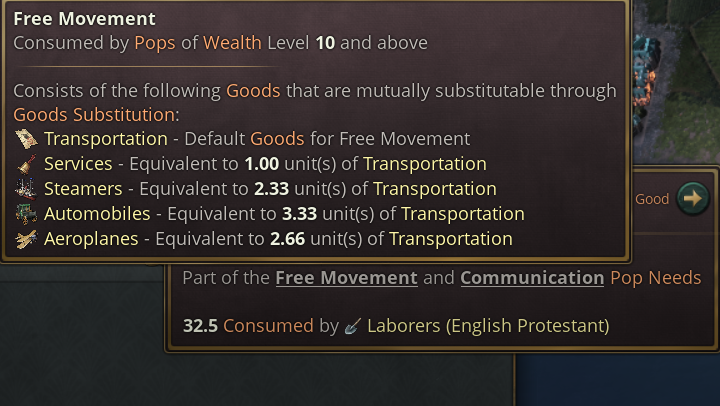 Free Movement
Consumed by Pops of Wealth Level 10 and above
Consists of the following Goods that are mutually substitutable through
Goods Substitution:
Transportation - Default Goods for Free Movement
Services - Equivalent to 1.00 unit(s) of Transportation
Steamers - Equivalent to 2.33 unit(s) of Transportation
Automobiles - Equivalent to 3.33 unit(s) of Transportation
Aeroplanes - Equivalent to 2.66 unit(s) of Transportation
Good
Part of the Free Movement and Communication Pop Needs
32.5 Consumed by Laborers (English Protestant)